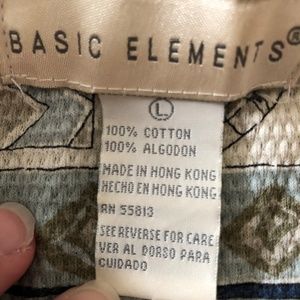 BASIC ELEMENTS®
L
100% COTTON
100% ALGODON
MADE IN HONG KONG
HECHO EN HONG KONG
RN 55813
SEE REVERSE FOR CARE
VER AL DORSO PARA
CUIDADO